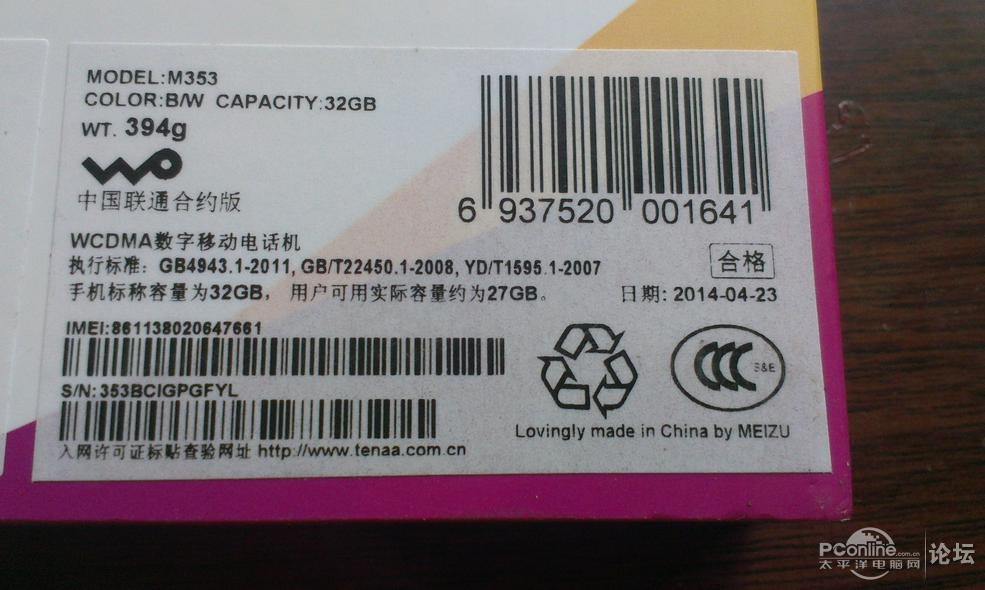 MODEL:M353
COLOR:B/W CAPACITY:32GB
WT. 394g
wo
中国联通合约版
6 937520 001641
WCDMA数字移动电话机
执行标准：GB4943.1-2011, GB/T22450.1-2008, YD/T1595.1-2007
合格
手机标称容量为32GB， 用户可用实际容量约为27GB。
日期: 2014-04-23
IMEI:861138020647661
S/N:353BCIGPGFYL
CCC S&E
Lovingly made in China by MEIZU
入网许可证标贴查验网址 http://www.tenaa.com.cn
PConline.com.cn
太平洋电脑网
论坛